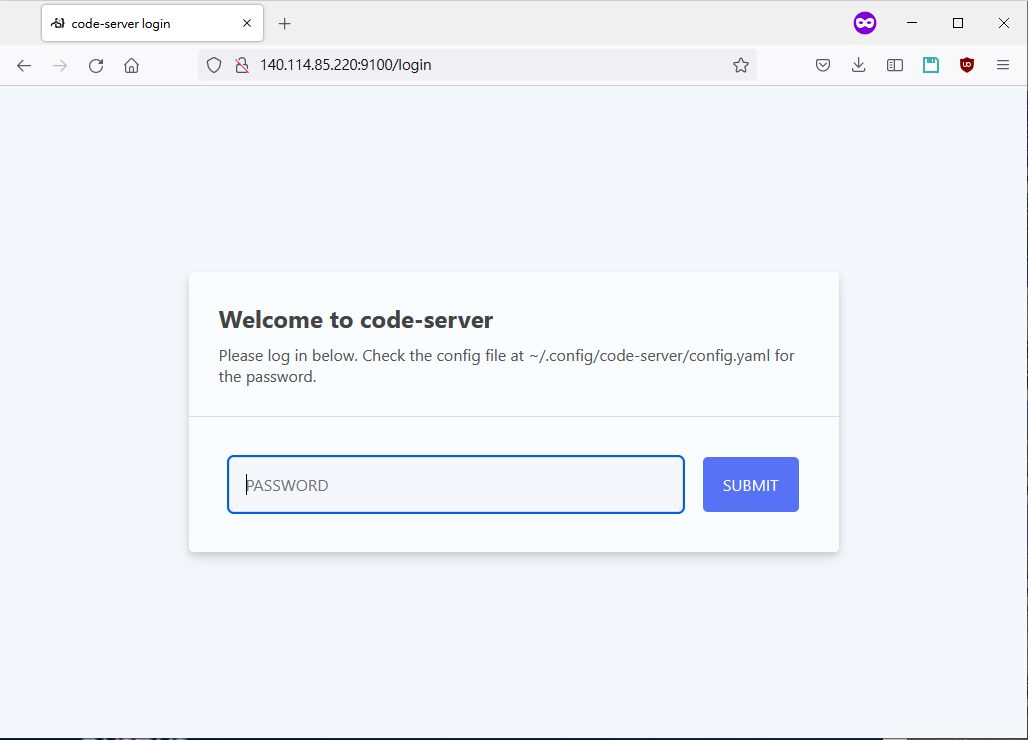 code-server login
140.114.85.220:9100/login
Welcome to code-server
Please log in below. Check the config file at ~/.config/code-server/config.yaml for
the password.
PASSWORD
SUBMIT